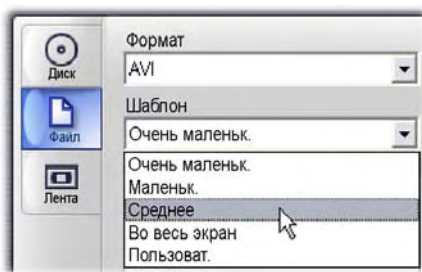 Формат
AVI
Диск
Шаблон
Файл
Очень маленьк.
Очень маленьк.
Маленьк.
Лента
Среднее
Во весь экран
Пользоват.